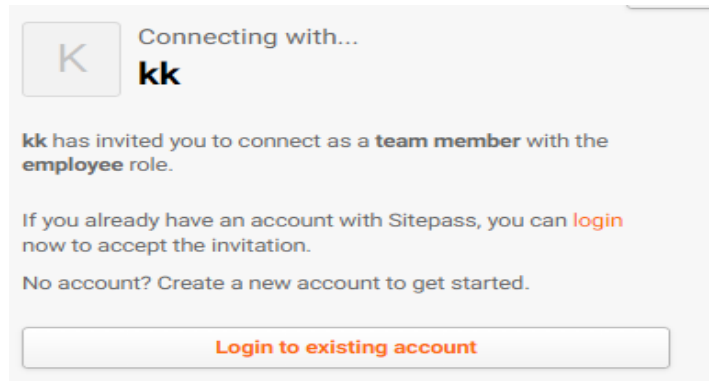 K
Connecting with...
kk
kk has invited you to connect as a team member with the
employee role.
If you already have an account with Sitepass, you can login
now to accept the invitation.
No account? Create a new account to get started.
Login to existing account